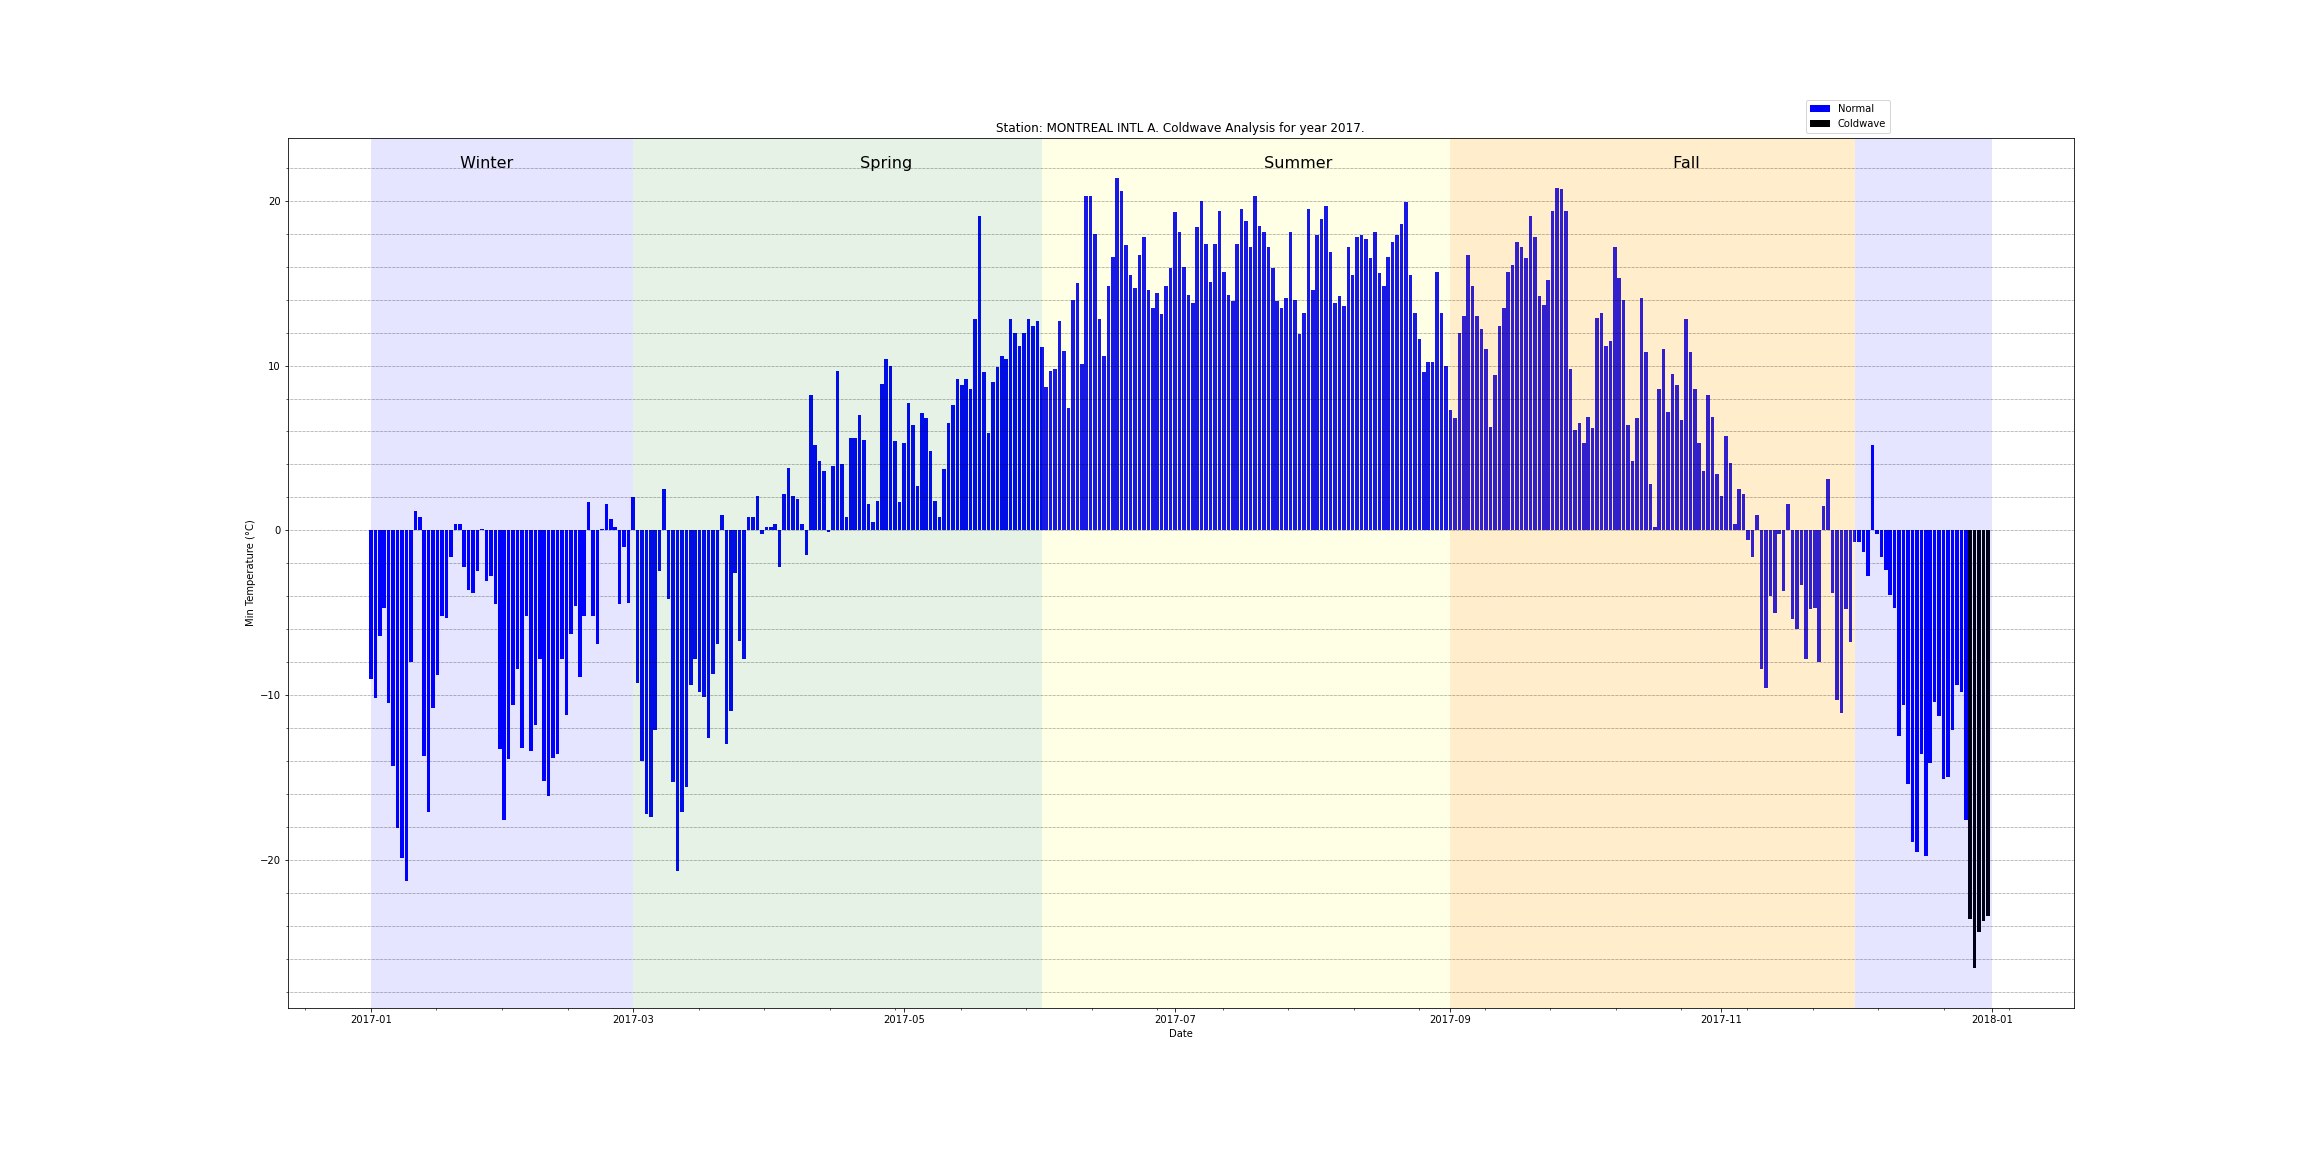 Normal
Coldwave
Station: MONTREAL INTL A. Coldwave Analysis for year 2017.
Winter
Spring
Summer
Fall
20
10
0
−10
−20
Min Temperature (°C)
2017-01
2017-03
2017-05
2017-07
2017-09
2017-11
2018-01
Date